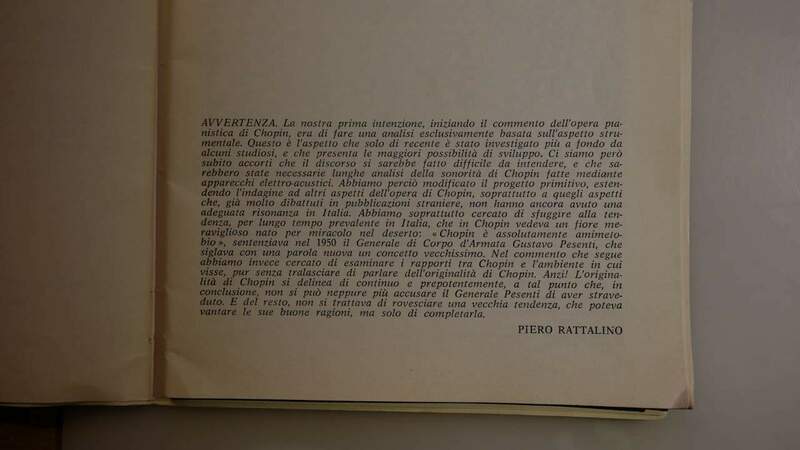 AVVERTENZA. La nostra prima intenzione, iniziando il commento dell'opera pia-
nistica di Chopin, era di fare una analisi esclusivamente basata sull'aspetto stru-
mentale. Questo è l'aspetto che solo di recente è stato investigato più a fondo da
alcuni studiosi, e che presenta le maggiori possibilità di sviluppo. Ci siamo però
subito accorti che il discorso si sarebbe fatto difficile da intendere, e che sa-
rebbero state necessarie lunghe analisi della sonorità di Chopin fatte mediante
apparecchi elettro-acustici. Abbiamo perciò modificato il progetto primitivo, esten-
dendo l'indagine ad altri aspetti dell'opera di Chopin, soprattutto a quegli aspetti
che, già molto dibattuti in pubblicazioni straniere, non hanno ancora avuto una
adeguata risonanza in Italia. Abbiamo soprattutto cercato di sfuggire alla ten-
denza, per lungo tempo prevalente in Italia, che in Chopin vedeva un fiore me-
raviglioso nato per miracolo nel deserto: «Chopin è assolutamente amimeto-
bio», sentenziava nel 1950 il Generale di Corpo d'Armata Gustavo Pesenti, che
siglava con una parola nuova un concetto vecchissimo. Nel commento che segue
abbiamo invece cercato di esaminare i rapporti tra Chopin e l'ambiente in cui
visse, pur senza tralasciare di parlare dell'originalità di Chopin. Anzi! L'origina-
lità di Chopin si delinea di continuo e prepotentemente, a tal punto che, in
conclusione, non si può neppure più accusare il Generale Pesenti di aver strave-
duto. E del resto, non si trattava di rovesciare una vecchia tendenza, che poteva
vantare le sue buone ragioni, ma solo di completarla.
PIERO RATTALINO